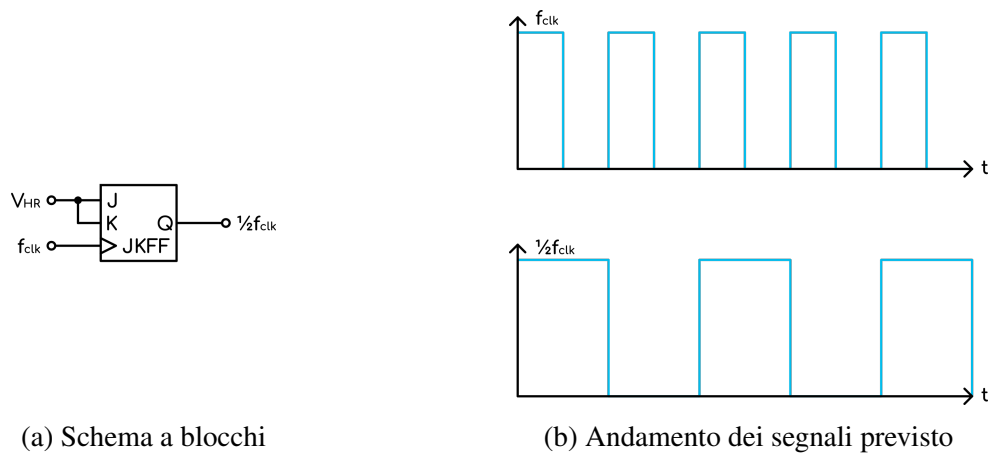 V_HR
J
K
Q
JKFF
f_clk
½f_clk
(a) Schema a blocchi
f_clk
t
½f_clk
t
(b) Andamento dei segnali previsto